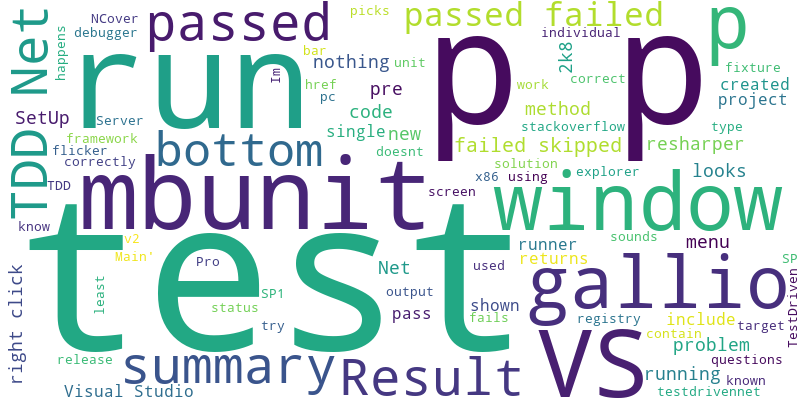 NCover
debugger
passed
picks
passed failed
p
TDD Net
happens
run
bar
nothing
unit
p p
individual
2k8
fixture
Im
href
pc
pre
work
correct
created
project
SetUp
Server
code
method
framework
single
new
stackoverflow
type
flicker
correctly
bottom
doesnt
failed skipped
resharper
solution
TDD
mbunit
screen
x86
using
explorer
looks
know
test
window
v2
Main'
runner
sounds
menu
Pro
Net
used
returns
gallio
SP
right click
least
SP1
status
output
shown
try
pass
fails
registry
include
target
TestDriven
contain
VS
problem
release
summary
Result
questions
running
known
Visual Studio
testdrivennet